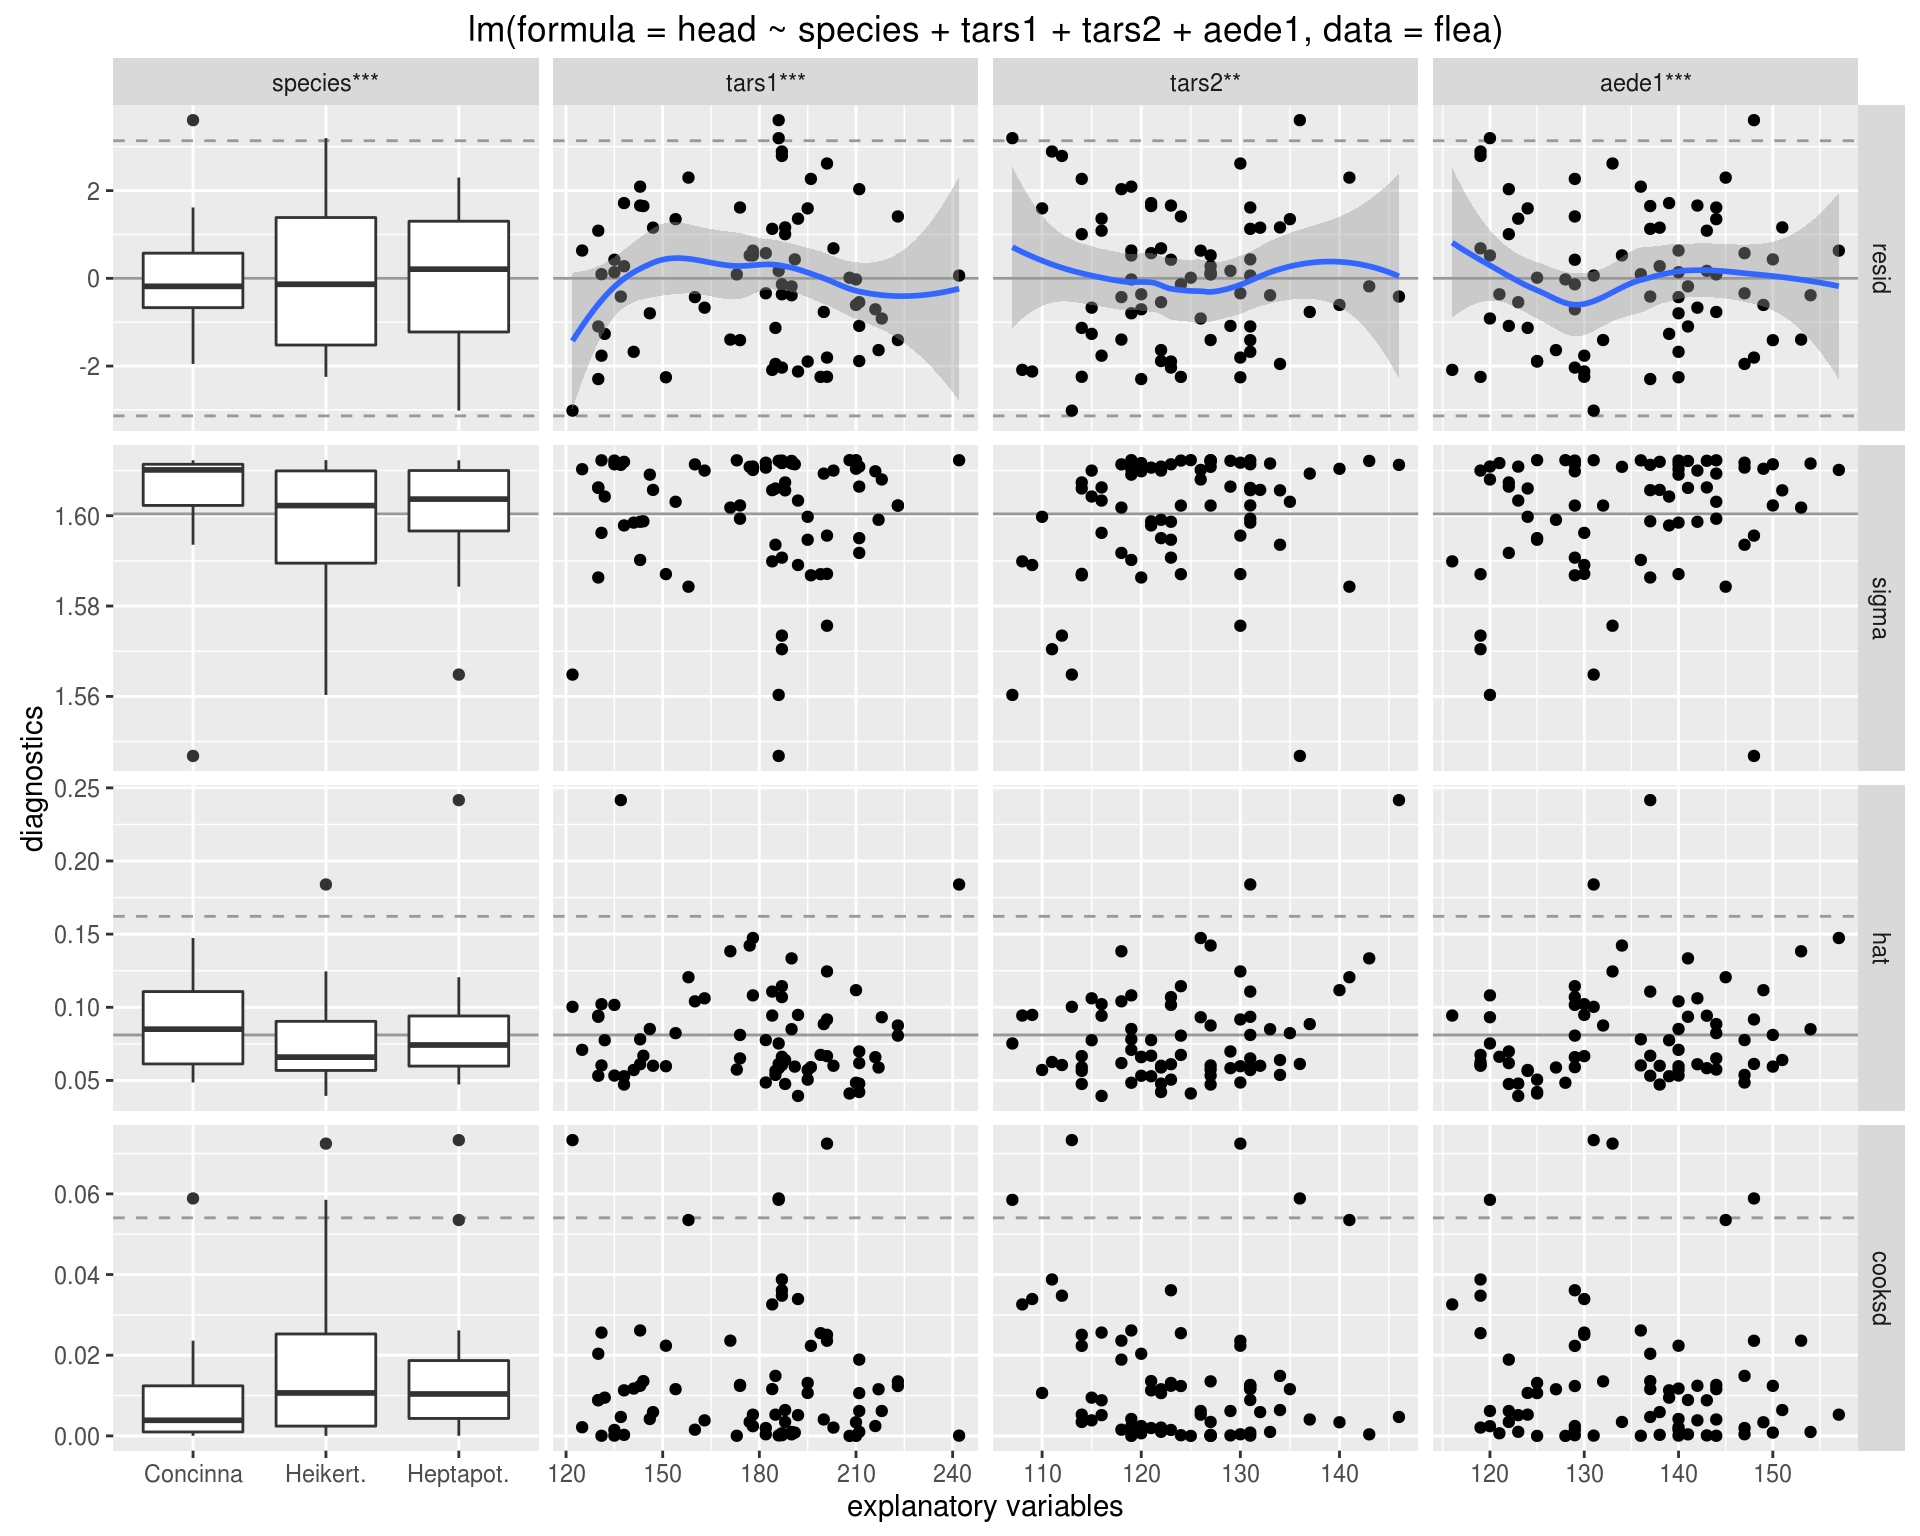 lm(formula = head ~ species + tars1 + tars2 + aede1, data = flea)
species*** tars1*** tars2** aede1***
2
0
-2
resid
1.60
1.58
1.56
sigma
diagnostics
0.25
0.20
0.15
0.10
0.05
hat
0.06
0.04
0.02
0.00
cooksd
Concinna Heikert. Heptapot. 120 150 180 210 240 110 120 130 140 120 130 140 150
explanatory variables